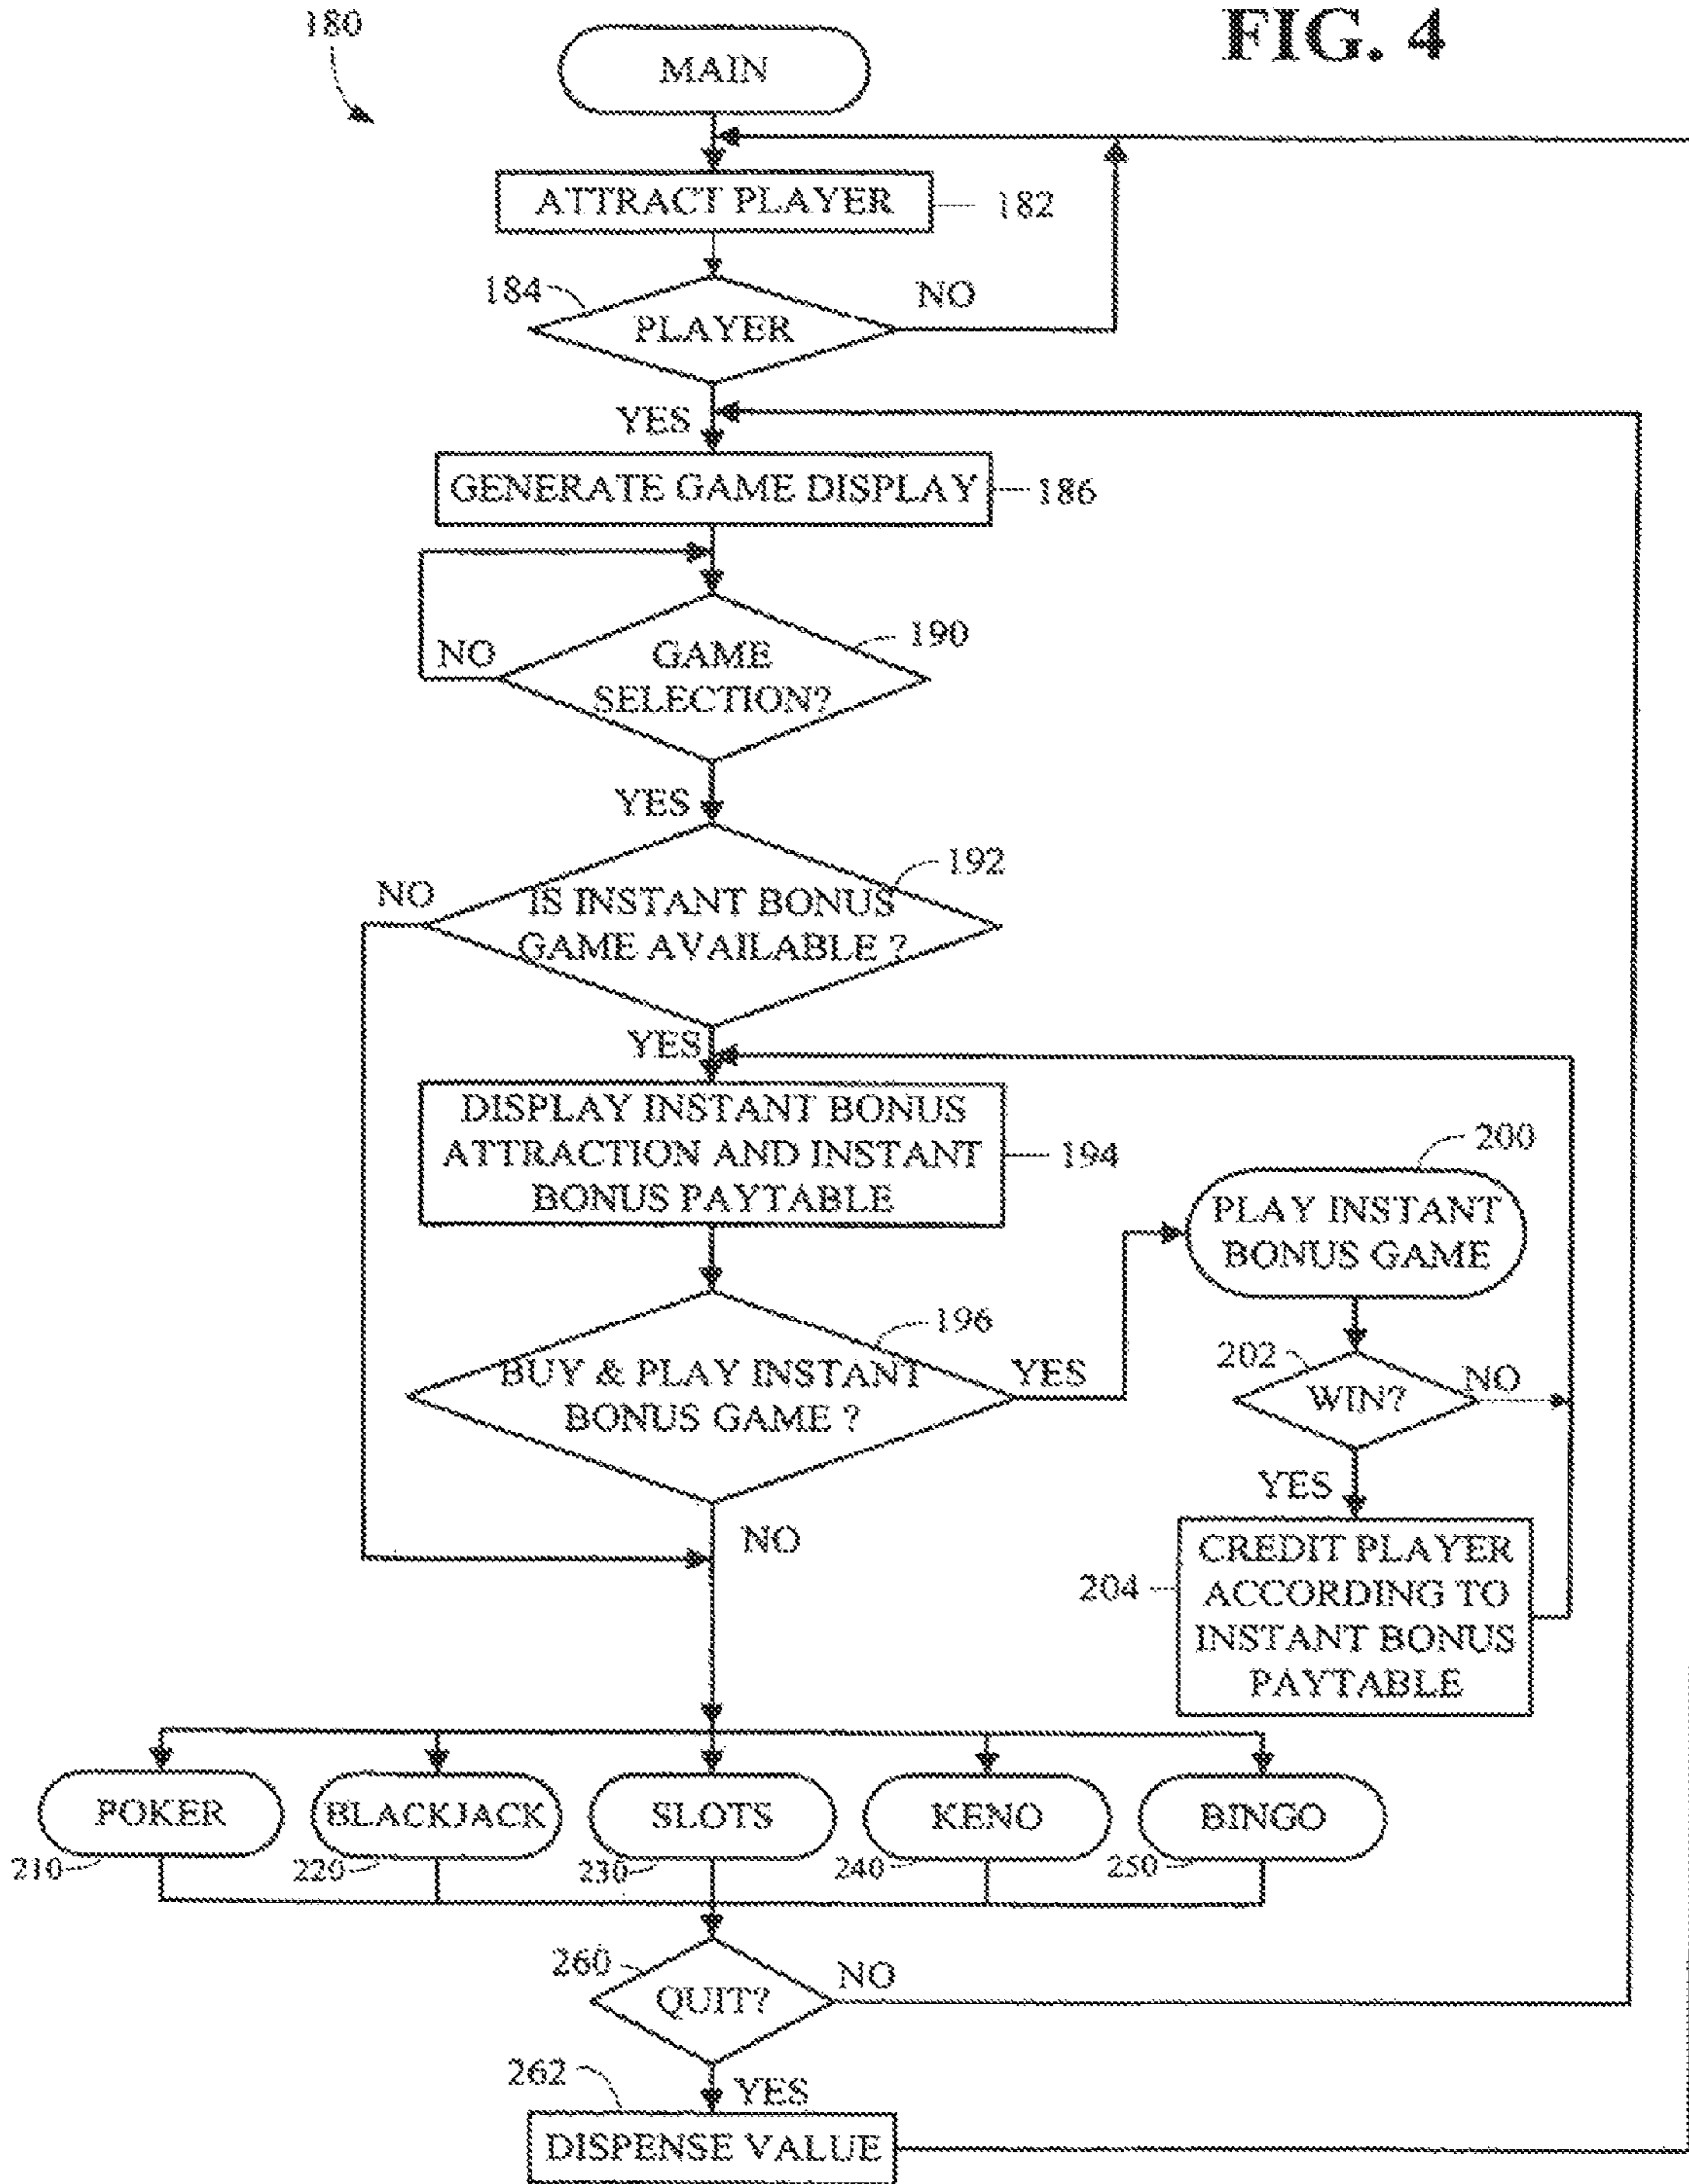 FIG. 4
180
MAIN
ATTRACT PLAYER
182
184
PLAYER
NO
YES
GENERATE GAME DISPLAY
186
190
NO
GAME
SELECTION?
YES
192
NO
IS INSTANT BONUS
GAME AVAILABLE ?
YES
DISPLAY INSTANT BONUS
ATTRACTION AND INSTANT
BONUS PAYTABLE
194
196
BUY & PLAY INSTANT
BONUS GAME ?
YES
NO
200
PLAY INSTANT
BONUS GAME
202
WIN?
NO
YES
204
CREDIT PLAYER
ACCORDING TO
INSTANT BONUS
PAYTABLE
POKER
BLACKJACK
SLOTS
KENO
BINGO
210
220
230
240
250
260
QUIT?
NO
YES
262
DISPENSE VALUE